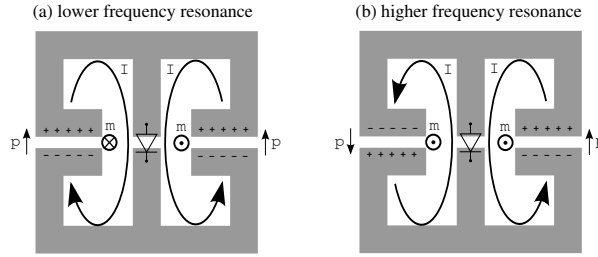 (a) lower frequency resonance
(b) higher frequency resonance
I I
I I
+ + + + +
m
m
+ + + + +
p
p
- - - - -
- - - - -
- - - - -
m
m
+ + + + +
p
p
+ + + + +
- - - - -